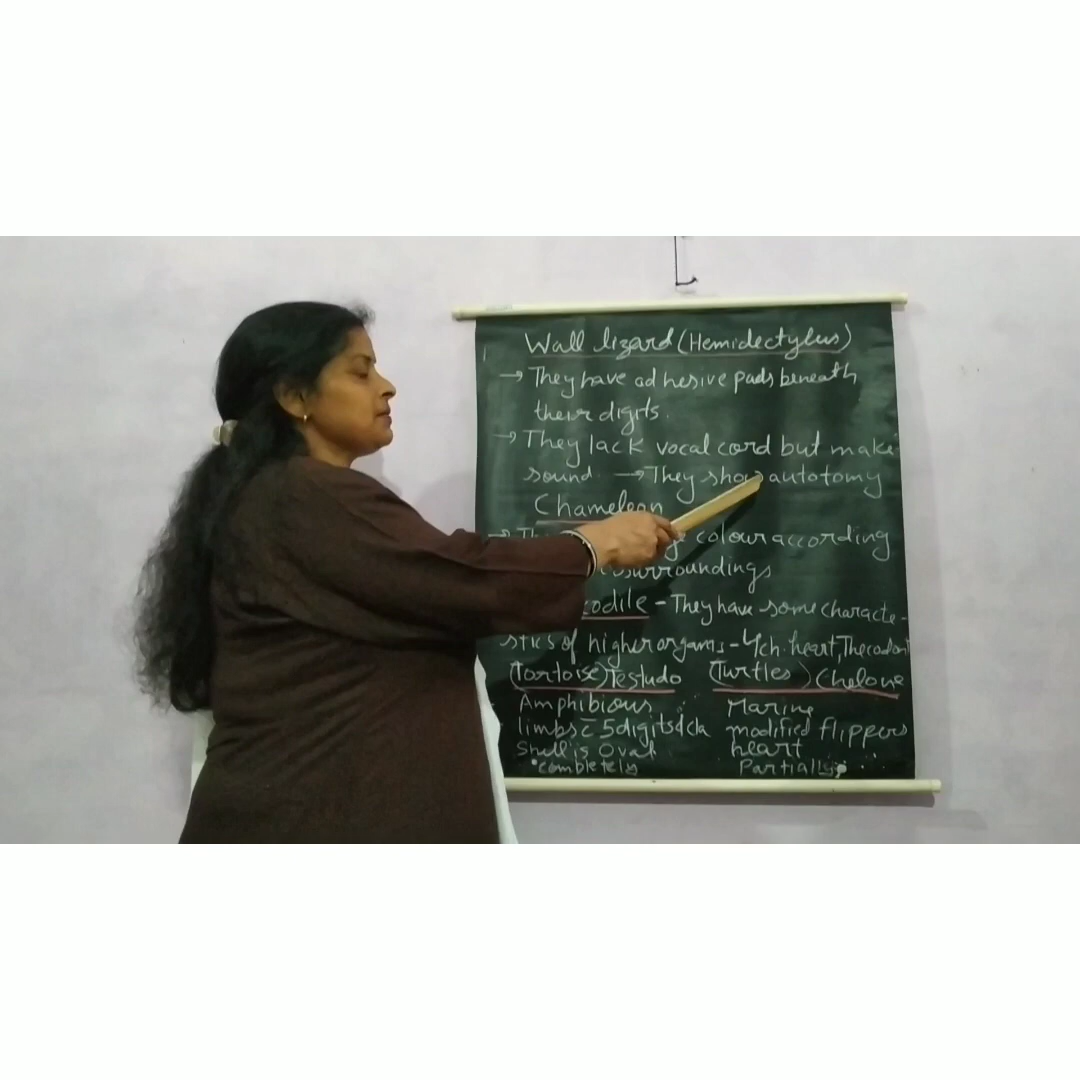 Wall lizard (Hemidectylus)
→ They have adhesive pads beneath
their digits.
→ They lack vocal cord but make
sound → They show autotomy
Chameleon
→ colour according
surroundings
codile - They have some characte-
stics of higher orgams - 4ch. heart, Thecodont
(Tortoise) Testudo (Turtles) Chelone
Amphibious Marine
limbs c̄ 5 digits modified flippers
Shell is Oval heart
•completely Partially